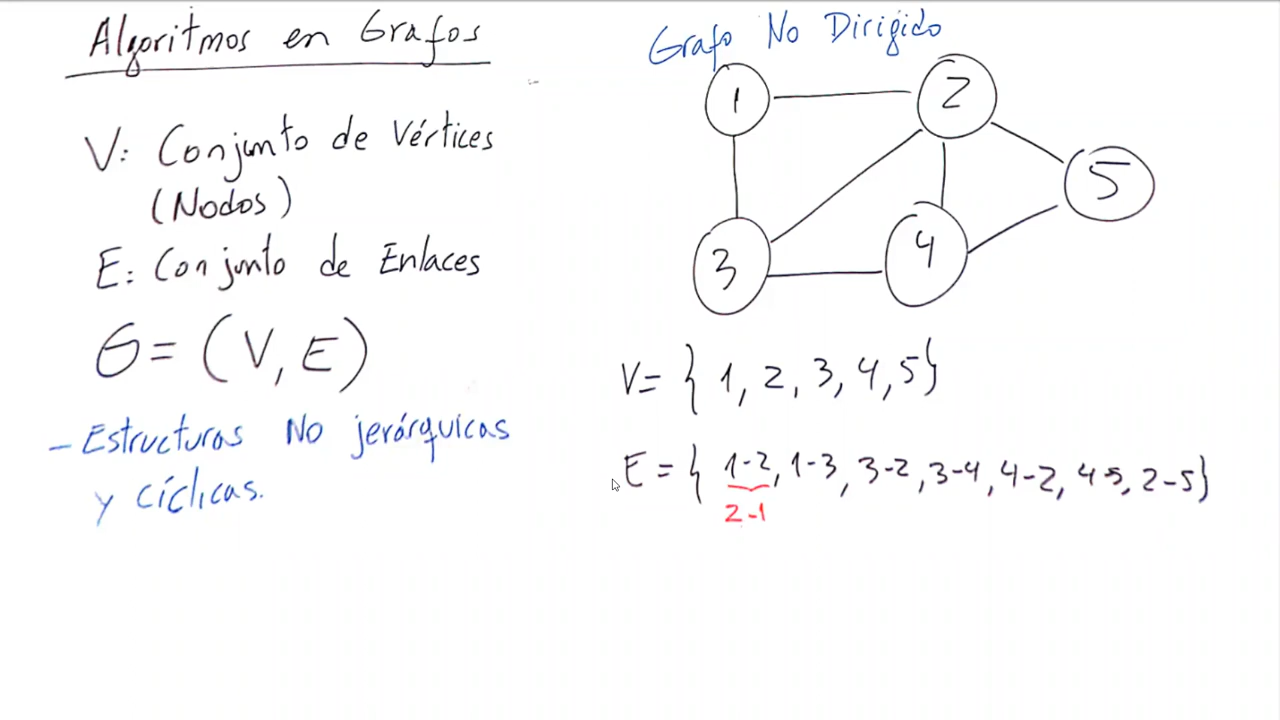 Algoritmos en Grafos
V: Conjunto de Vértices
(Nodos)
E: Conjunto de Enlaces
G = (V, E)
- Estructuras No jerárquicas
y cíclicas.
Grafo No Dirigido
1
2
5
3
4
V = { 1, 2, 3, 4, 5 }
E = { 1-2, 1-3, 3-2, 3-4, 4-2, 4-5, 2-5 }
2-1